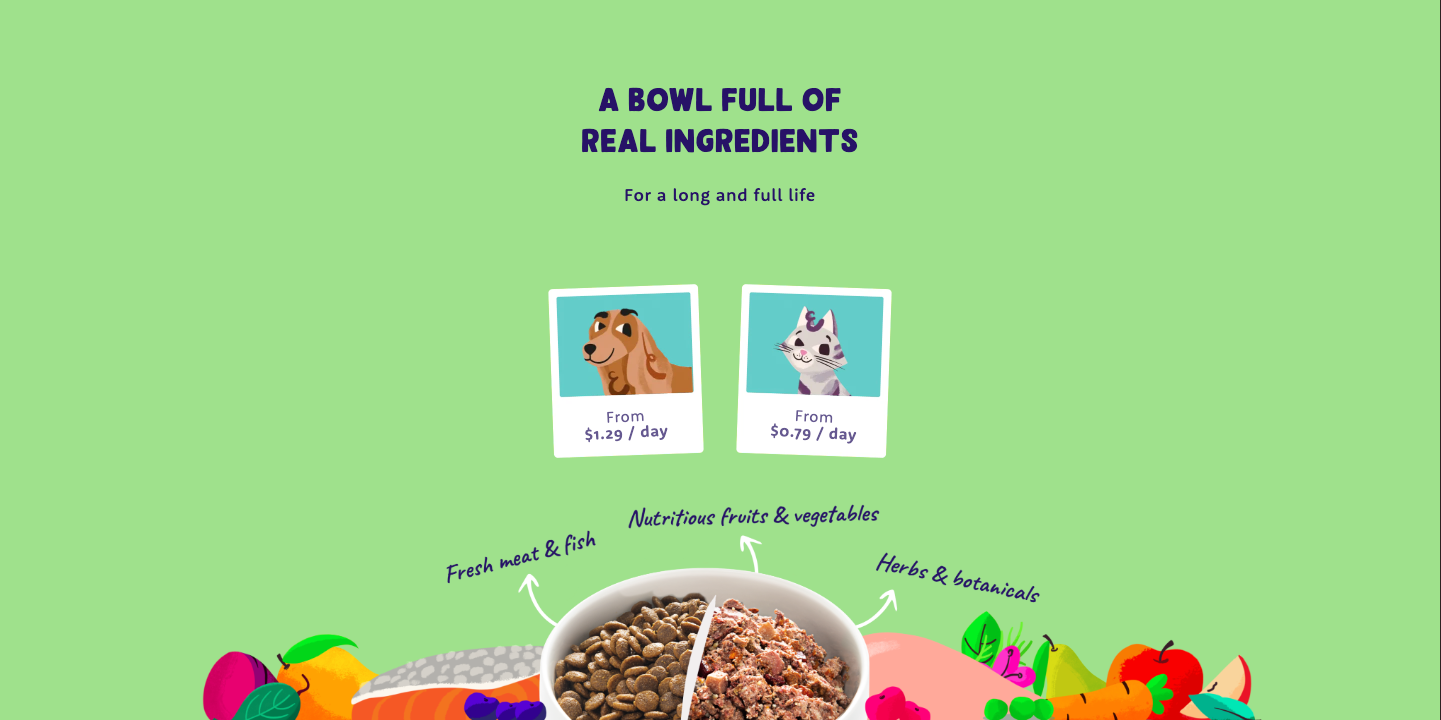 A BOWL FULL OF
REAL INGREDIENTS
For a long and full life
From
$1.29 / day
From
$0.79 / day
Nutritious fruits & vegetables
Fresh meat & fish
Herbs & botanicals